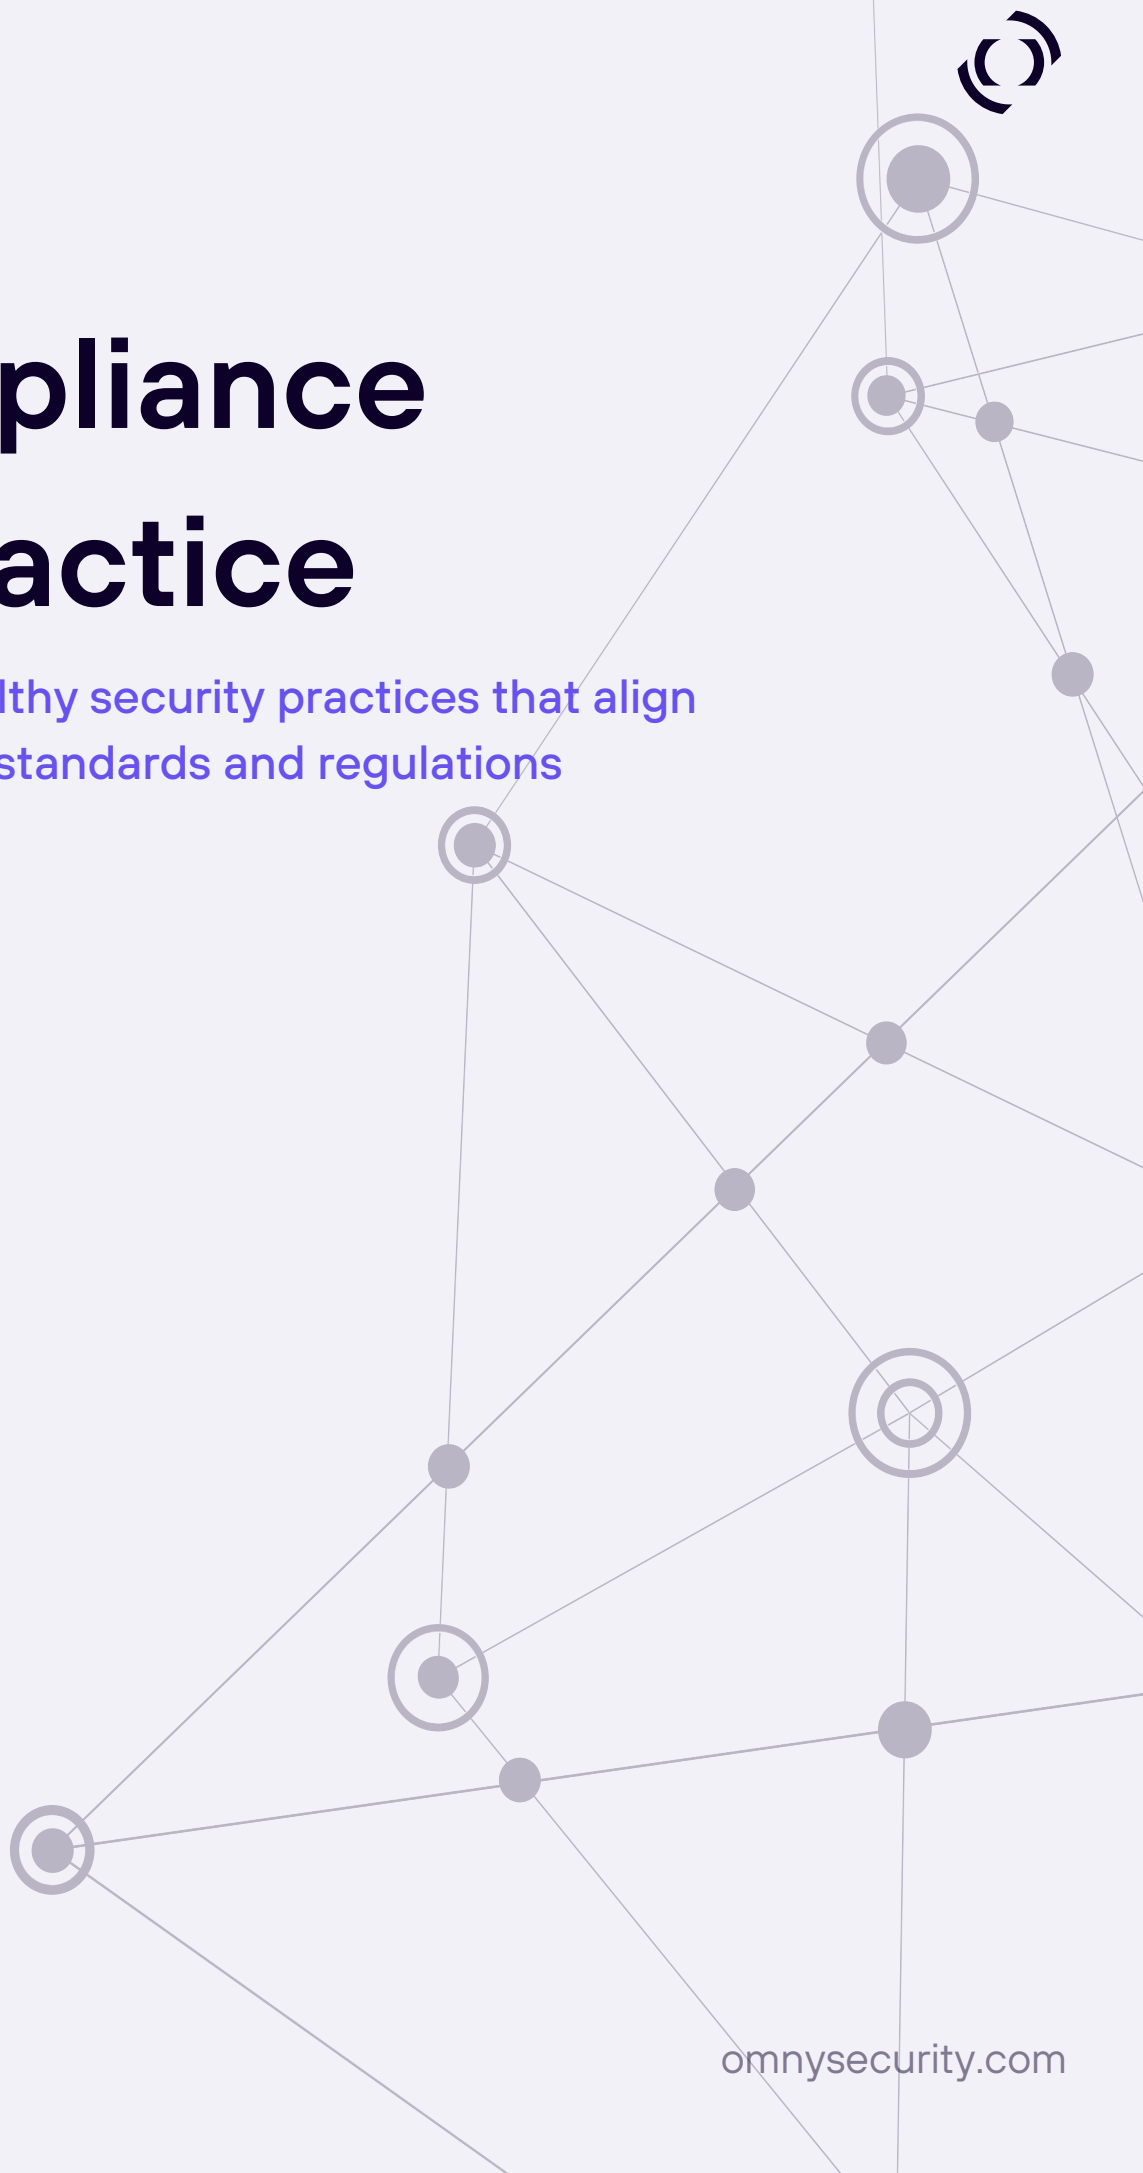 pliance
actice
lthy security practices that align
standards and regulations
omnysecurity.com